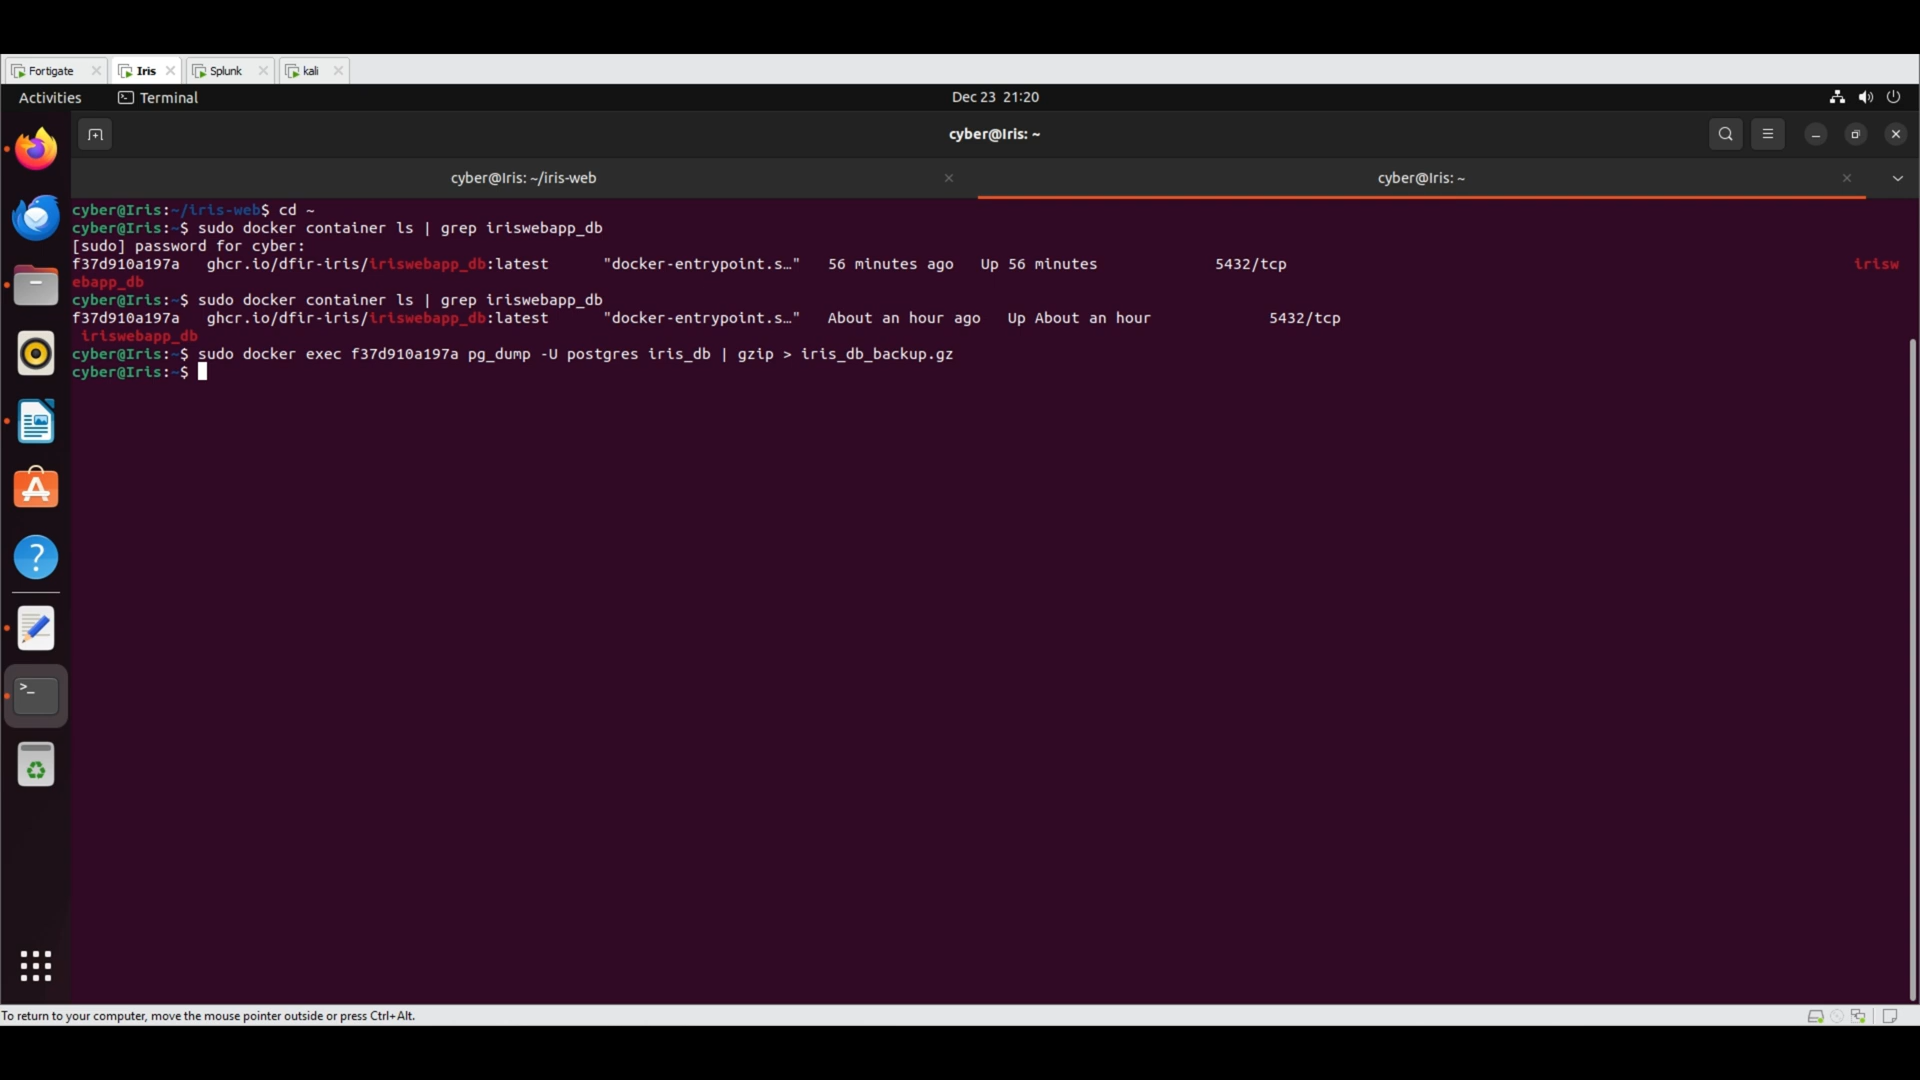 Fortigate Iris Splunk kali
Activities Terminal Dec 23 21:20
cyber@Iris: ~
cyber@Iris: ~/iris-web cyber@Iris: ~
cyber@Iris:~/iris-web$ cd ~
cyber@Iris:~$ sudo docker container ls | grep iriswebapp_db
[sudo] password for cyber:
f37d910a197a ghcr.io/dfir-iris/iriswebapp_db:latest "docker-entrypoint.s…" 56 minutes ago Up 56 minutes 5432/tcp irisw
ebapp_db
cyber@Iris:~$ sudo docker container ls | grep iriswebapp_db
f37d910a197a ghcr.io/dfir-iris/iriswebapp_db:latest "docker-entrypoint.s…" About an hour ago Up About an hour 5432/tcp
iriswebapp_db
cyber@Iris:~$ sudo docker exec f37d910a197a pg_dump -U postgres iris_db | gzip > iris_db_backup.gz
cyber@Iris:~$
To return to your computer, move the mouse pointer outside or press Ctrl+Alt.